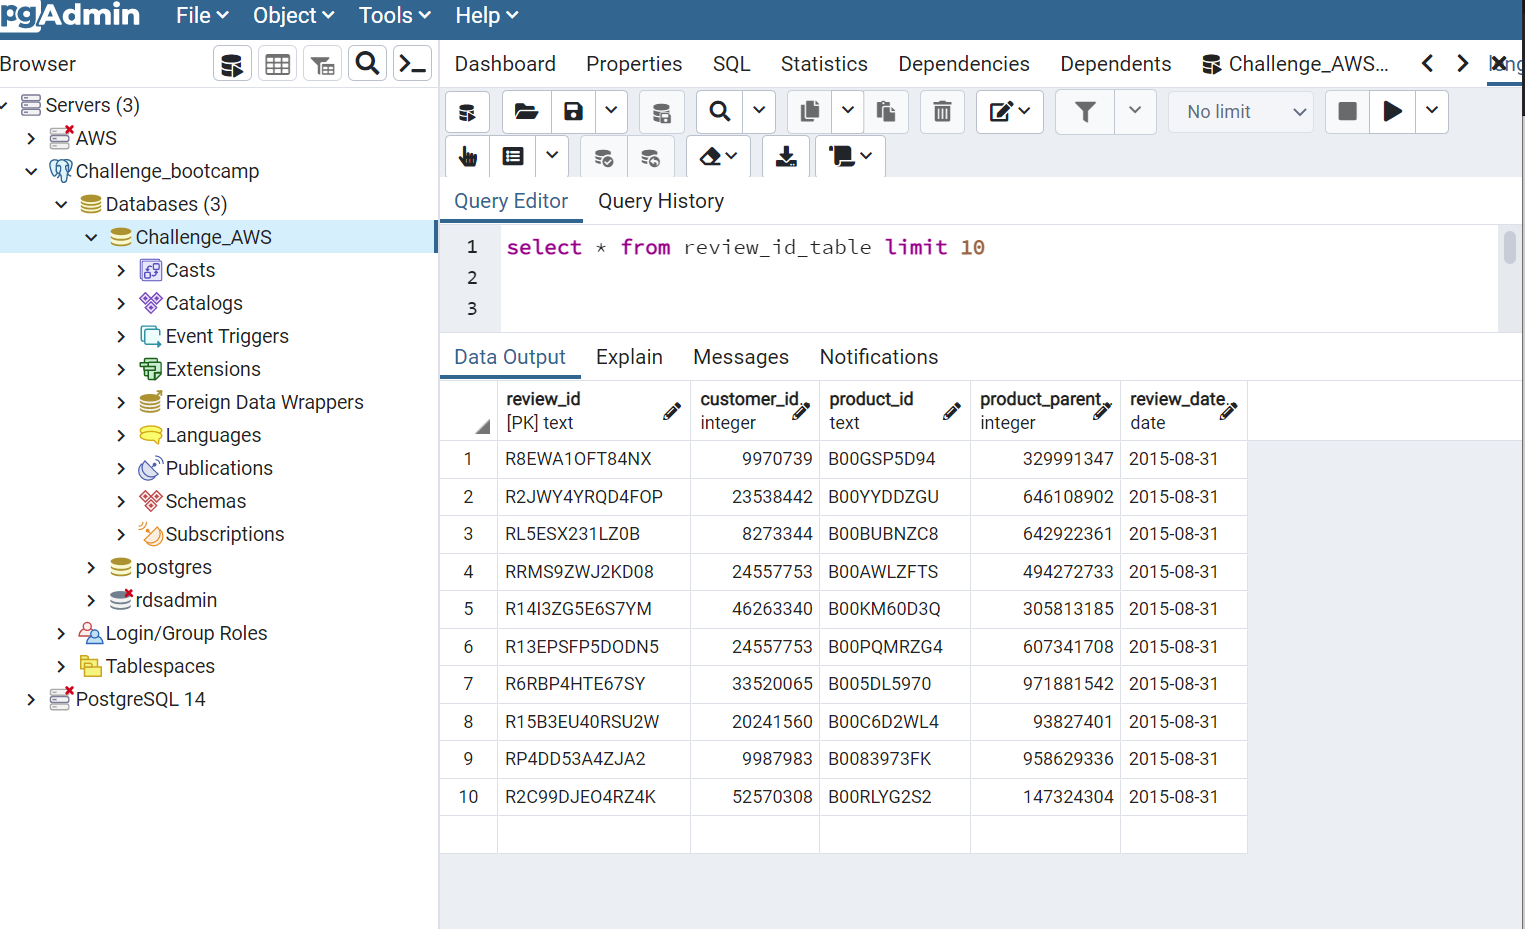 pgAdmin File Object Tools Help
Browser
Servers (3)
AWS
Challenge_bootcamp
Databases (3)
Challenge_AWS
Casts
Catalogs
Event Triggers
Extensions
Foreign Data Wrappers
Languages
Publications
Schemas
Subscriptions
postgres
rdsadmin
Login/Group Roles
Tablespaces
PostgreSQL 14
Dashboard Properties SQL Statistics Dependencies Dependents Challenge_AWS...
No limit
Query Editor Query History
1 select * from review_id_table limit 10
2
3
Data Output Explain Messages Notifications
review_id customer_id product_id product_parent review_date
[PK] text integer text integer date
1 R8EWA1OFT84NX 9970739 B00GSP5D94 329991347 2015-08-31
2 R2JWY4YRQD4FOP 23538442 B00YYDDZGU 646108902 2015-08-31
3 RL5ESX231LZ0B 8273344 B00BUBNZC8 642922361 2015-08-31
4 RRMS9ZWJ2KD08 24557753 B00AWLZFTS 494272733 2015-08-31
5 R14I3ZG5E6S7YM 46263340 B00KM60D3Q 305813185 2015-08-31
6 R13EPSFP5DODN5 24557753 B00PQMRZG4 607341708 2015-08-31
7 R6RBP4HTE67SY 33520065 B005DL5970 971881542 2015-08-31
8 R15B3EU40RSU2W 20241560 B00C6D2WL4 93827401 2015-08-31
9 RP4DD53A4ZJA2 9987983 B0083973FK 958629336 2015-08-31
10 R2C99DJEO4RZ4K 52570308 B00RLYG2S2 147324304 2015-08-31